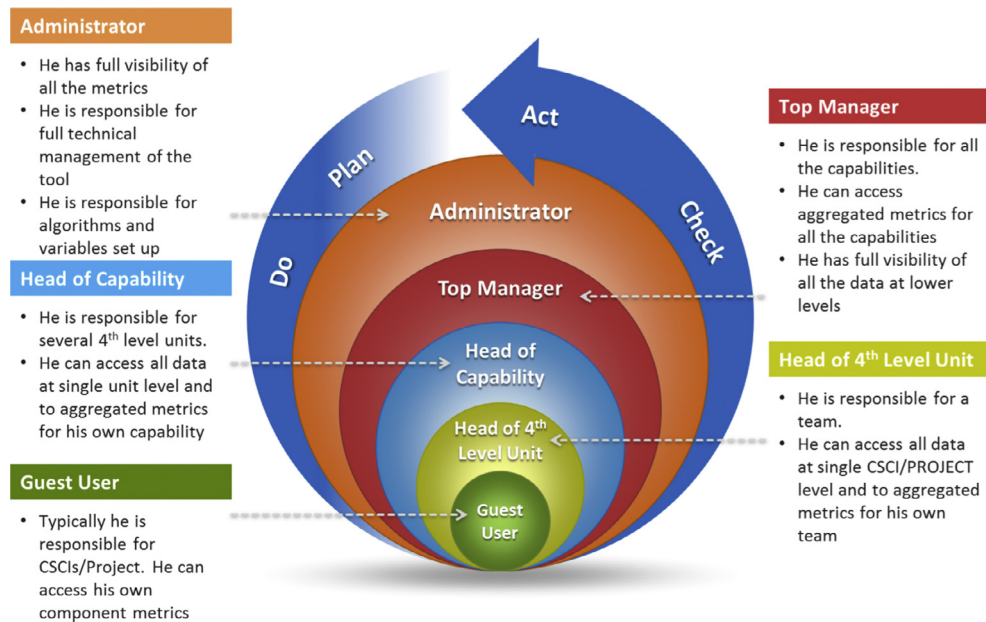 Administrator
• He has full visibility of
all the metrics
• He is responsible for
full technical
management of the
tool
• He is responsible for
algorithms and
variables set up
Head of Capability
• He is responsible for
several 4th level units.
• He can access all data
at single unit level and
to aggregated metrics
for his own capability
Guest User
• Typically he is
responsible for
CSCIs/Project. He can
access his own
component metrics
Plan
Do
Act
Check
Administrator
Top Manager
Head of
Capability
Head of 4th
Level Unit
Guest
User
Top Manager
• He is responsible for all
the capabilities.
• He can access
aggregated metrics for
all the capabilities
• He has full visibility of
all the data at lower
levels
Head of 4th Level Unit
• He is responsible for a
team.
• He can access all data
at single CSCI/PROJECT
level and to aggregated
metrics for his own
team